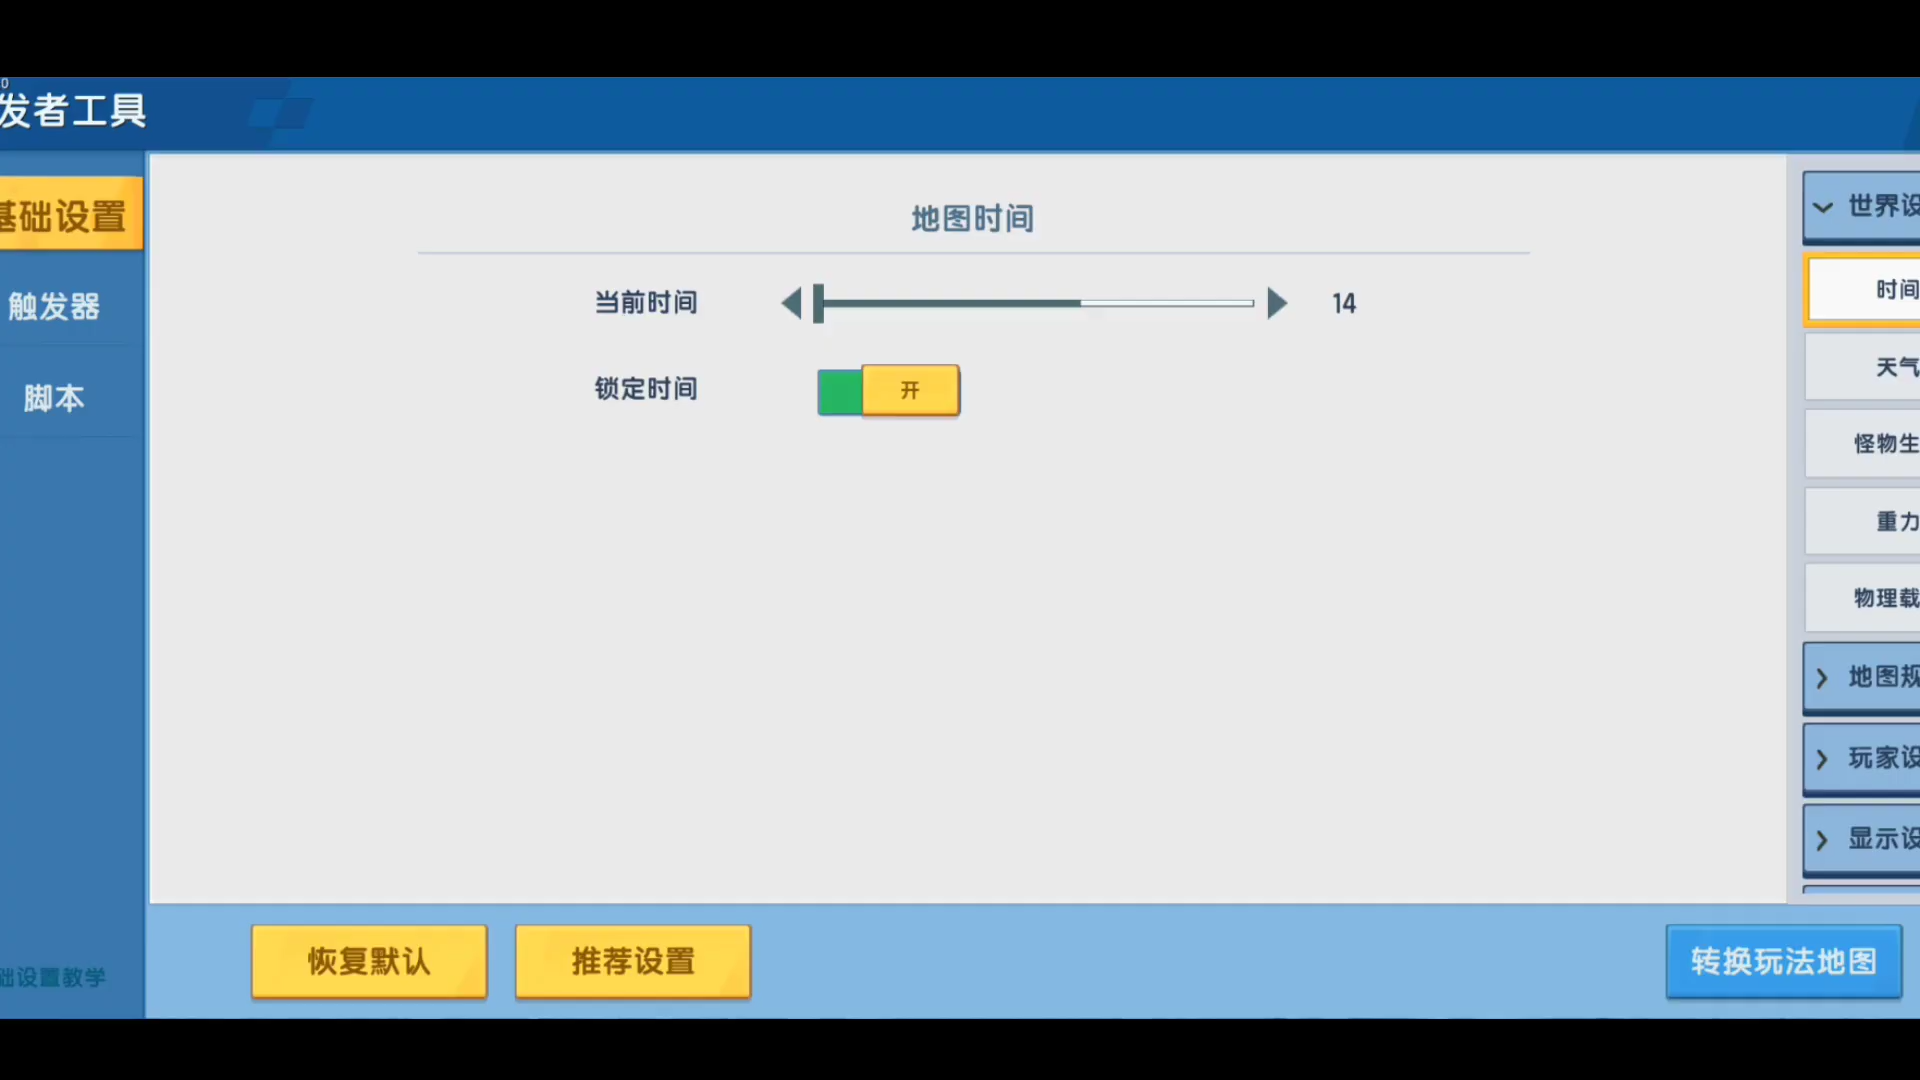 发者工具
基础设置
触发器
脚本
础设置教学
地图时间
当前时间 14
锁定时间 开
世界设
时间
天气
怪物生
重力
物理载
地图规
玩家设
显示设
恢复默认
推荐设置
转换玩法地图